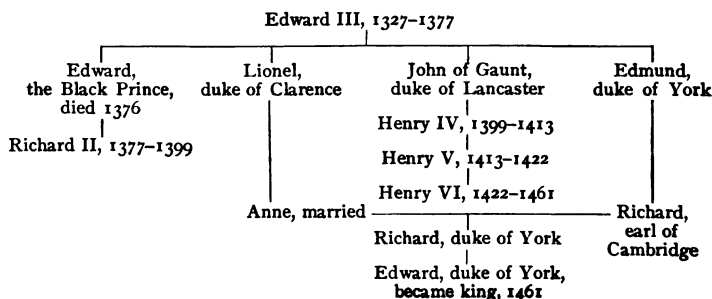 Edward III, 1327–1377
Edward,
the Black Prince,
died 1376
Richard II, 1377–1399
Lionel,
duke of Clarence
John of Gaunt,
duke of Lancaster
Henry IV, 1399–1413
Henry V, 1413–1422
Henry VI, 1422–1461
Edmund,
duke of York
Anne, married
Richard,
earl of
Cambridge
Richard, duke of York
Edward, duke of York,
became king, 1461